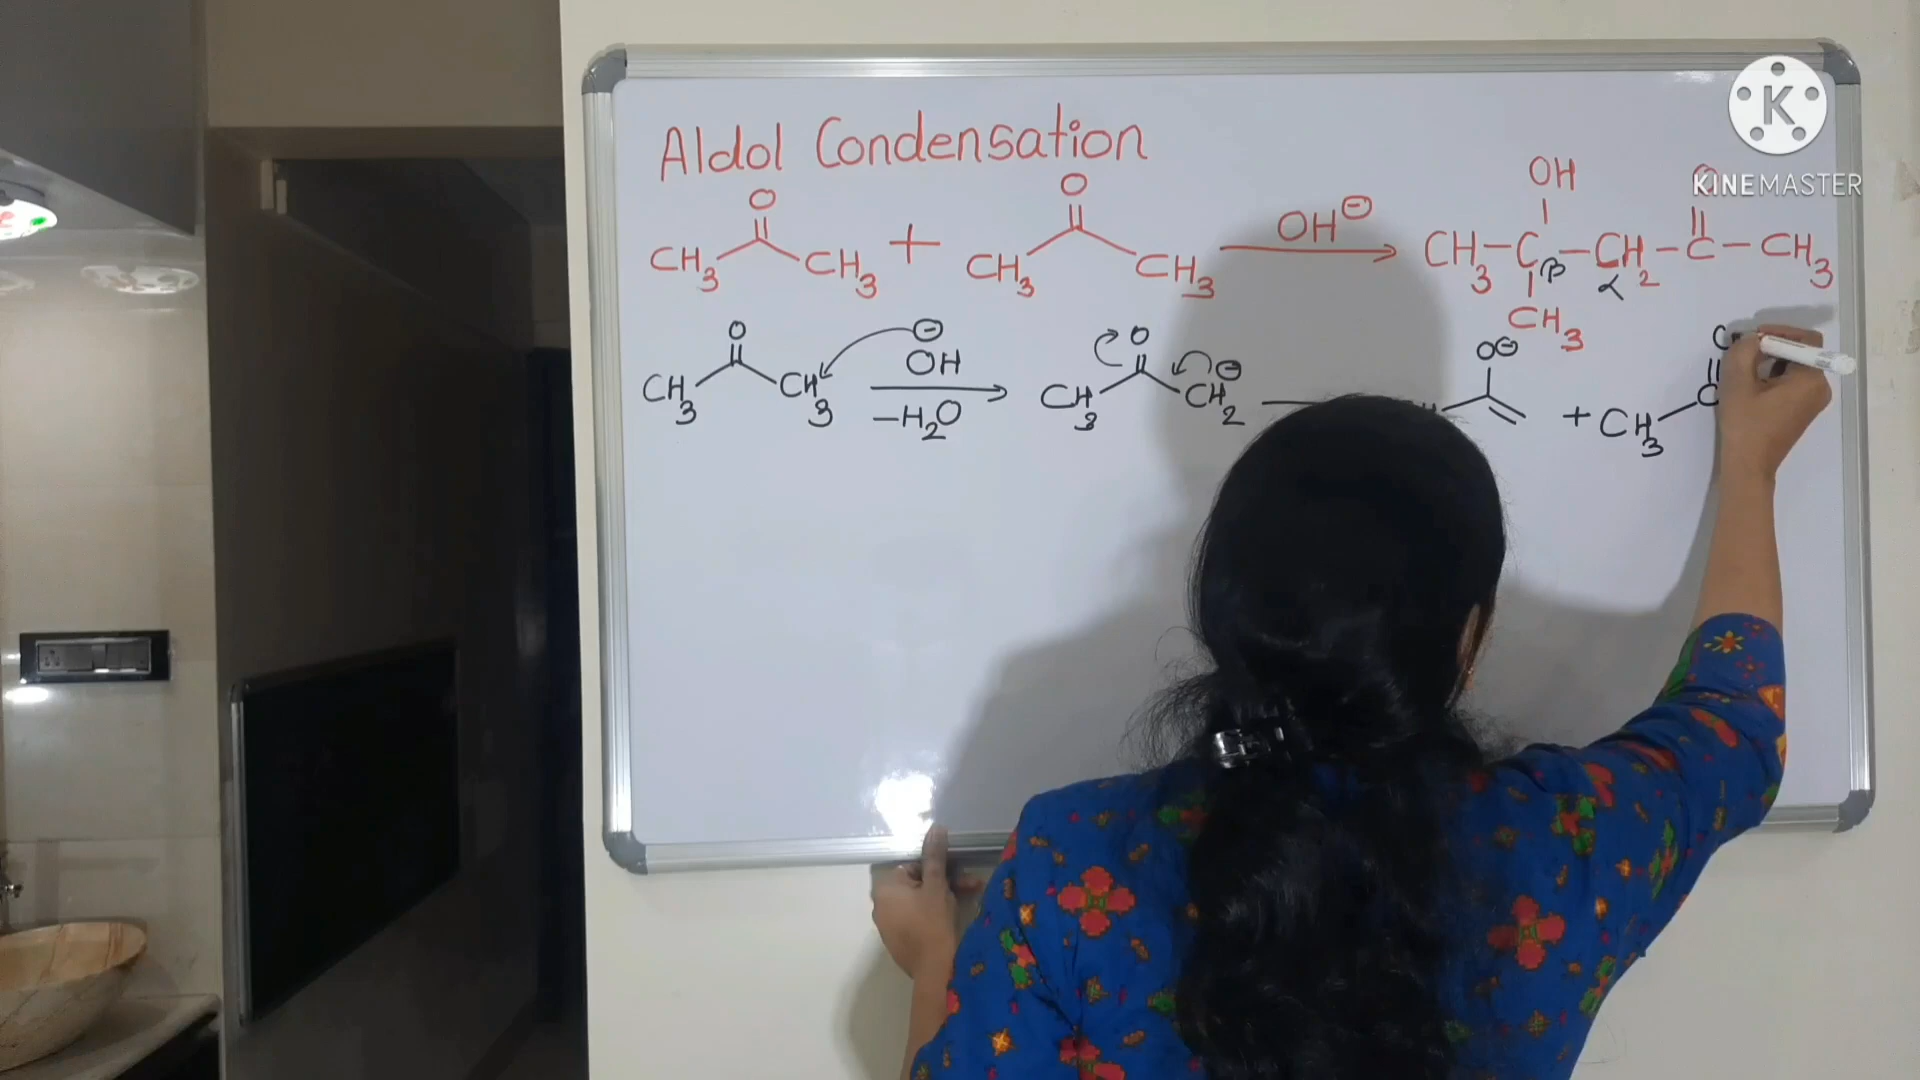 Aldol Condensation
KINEMASTER
O O OH
CH3 CH3 + CH3 CH3 OH⊖ CH3–C–CH2–C–CH3
β α
CH3
O ⊖ O O⊖
CH3 CH3 OH CH3 CH2 ⊖ + CH3 C
–H2O